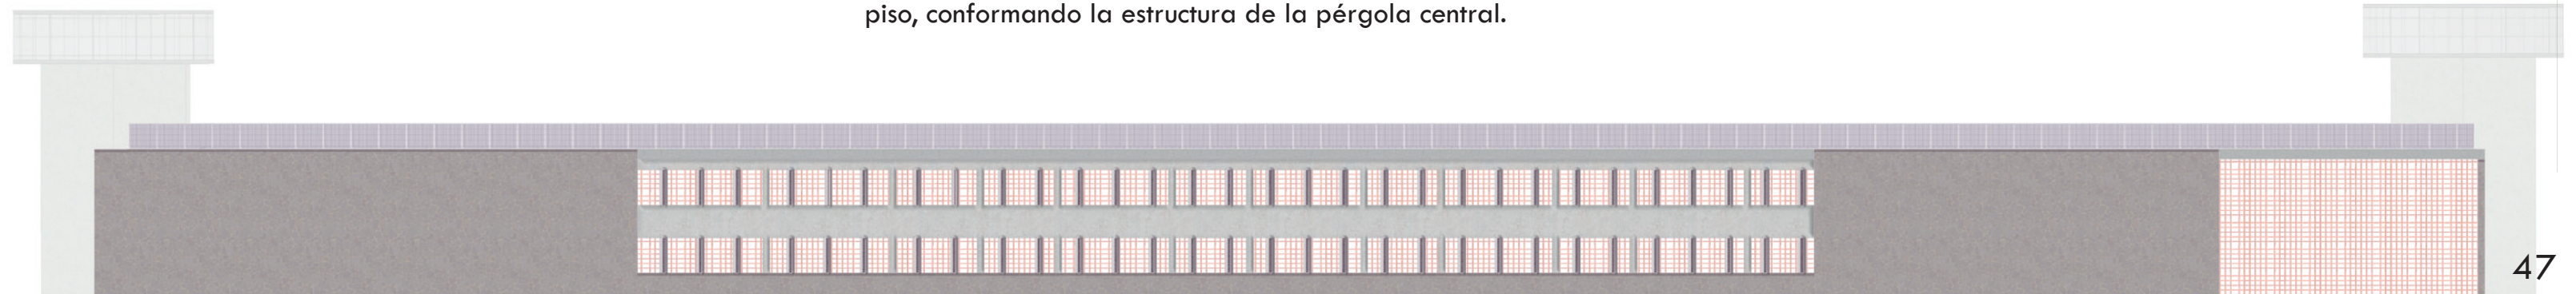 piso, conformando la estructura de la pérgola central.
47